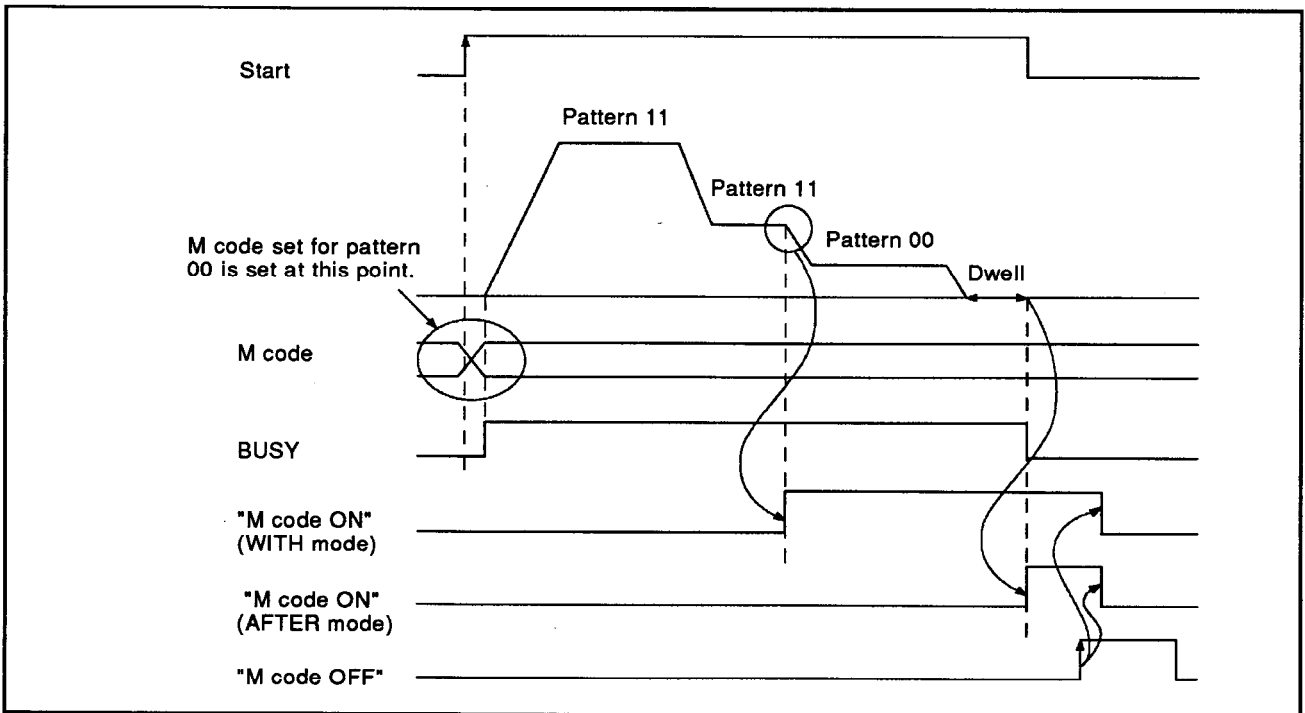 Start
Pattern 11
Pattern 11
Pattern 00
M code set for pattern
00 is set at this point.
Dwell
M code
BUSY
"M code ON"
(WITH mode)
"M code ON"
(AFTER mode)
"M code OFF"